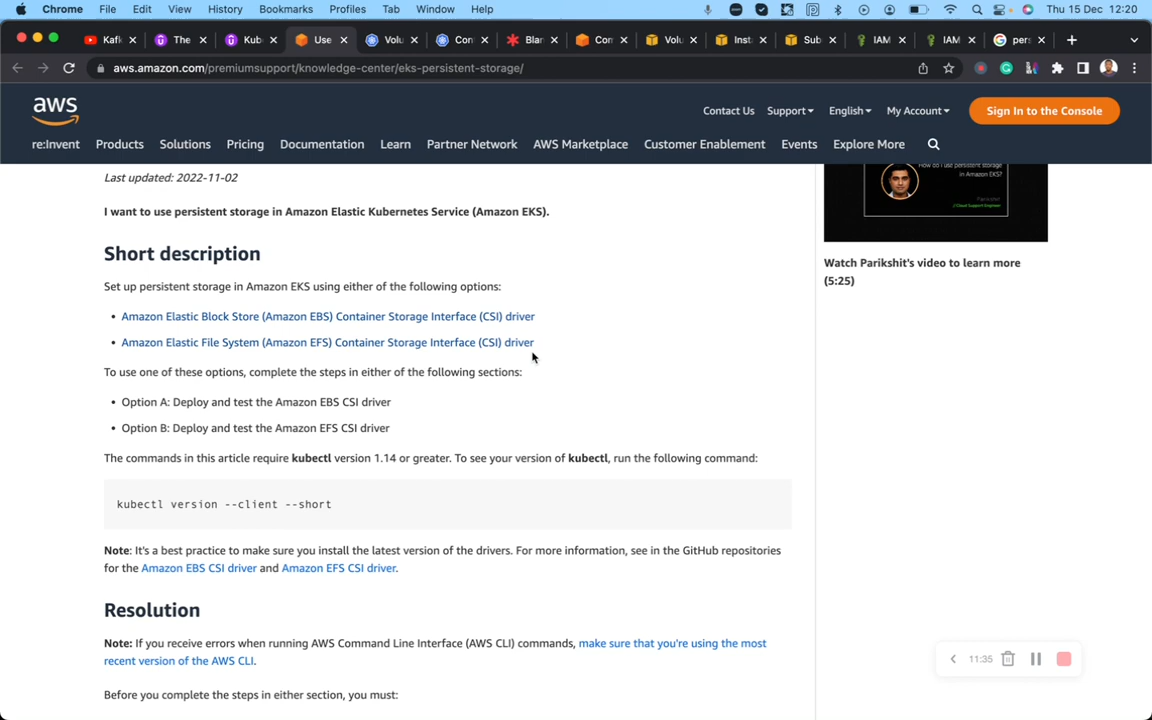 Chrome File Edit View History Bookmarks Profiles Tab Window Help Thu 15 Dec 12:20
Kafk The Kub Use Volu Con Blan Com Volu Inst Sub IAM IAM pers
aws.amazon.com/premiumsupport/knowledge-center/eks-persistent-storage/
aws
Contact Us Support English My Account Sign In to the Console
re:Invent Products Solutions Pricing Documentation Learn Partner Network AWS Marketplace Customer Enablement Events Explore More
Last updated: 2022-11-02
I want to use persistent storage in Amazon Elastic Kubernetes Service (Amazon EKS).
Short description
Set up persistent storage in Amazon EKS using either of the following options:
• Amazon Elastic Block Store (Amazon EBS) Container Storage Interface (CSI) driver
• Amazon Elastic File System (Amazon EFS) Container Storage Interface (CSI) driver
To use one of these options, complete the steps in either of the following sections:
• Option A: Deploy and test the Amazon EBS CSI driver
• Option B: Deploy and test the Amazon EFS CSI driver
The commands in this article require kubectl version 1.14 or greater. To see your version of kubectl, run the following command:
kubectl version --client --short
Note: It's a best practice to make sure you install the latest version of the drivers. For more information, see in the GitHub repositories
for the Amazon EBS CSI driver and Amazon EFS CSI driver.
Resolution
Note: If you receive errors when running AWS Command Line Interface (AWS CLI) commands, make sure that you're using the most
recent version of the AWS CLI.
Before you complete the steps in either section, you must:
How do I use persistent storage
in Amazon EKS?
Watch Parikshit's video to learn more
(5:25)
11:35